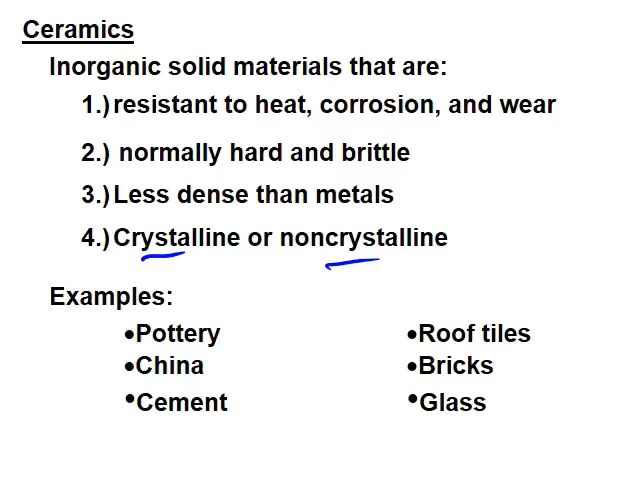 Ceramics
Inorganic solid materials that are:
1.) resistant to heat, corrosion, and wear
2.) normally hard and brittle
3.) Less dense than metals
4.) Crystalline or noncrystalline
Examples:
•Pottery •Roof tiles
•China •Bricks
•Cement •Glass